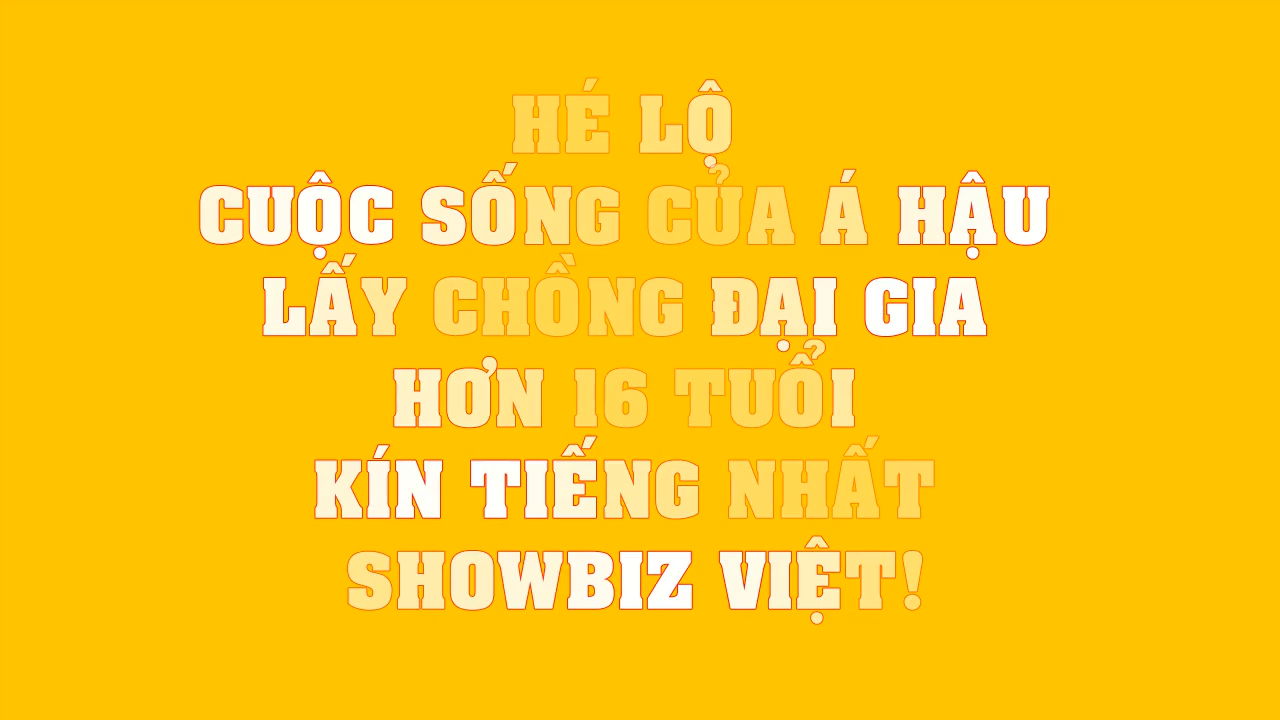 HÉ LỘ
CUỘC SỐNG CỦA Á HẬU
LẤY CHỒNG ĐẠI GIA
HƠN 16 TUỔI
KÍN TIẾNG NHẤT
SHOWBIZ VIỆT!